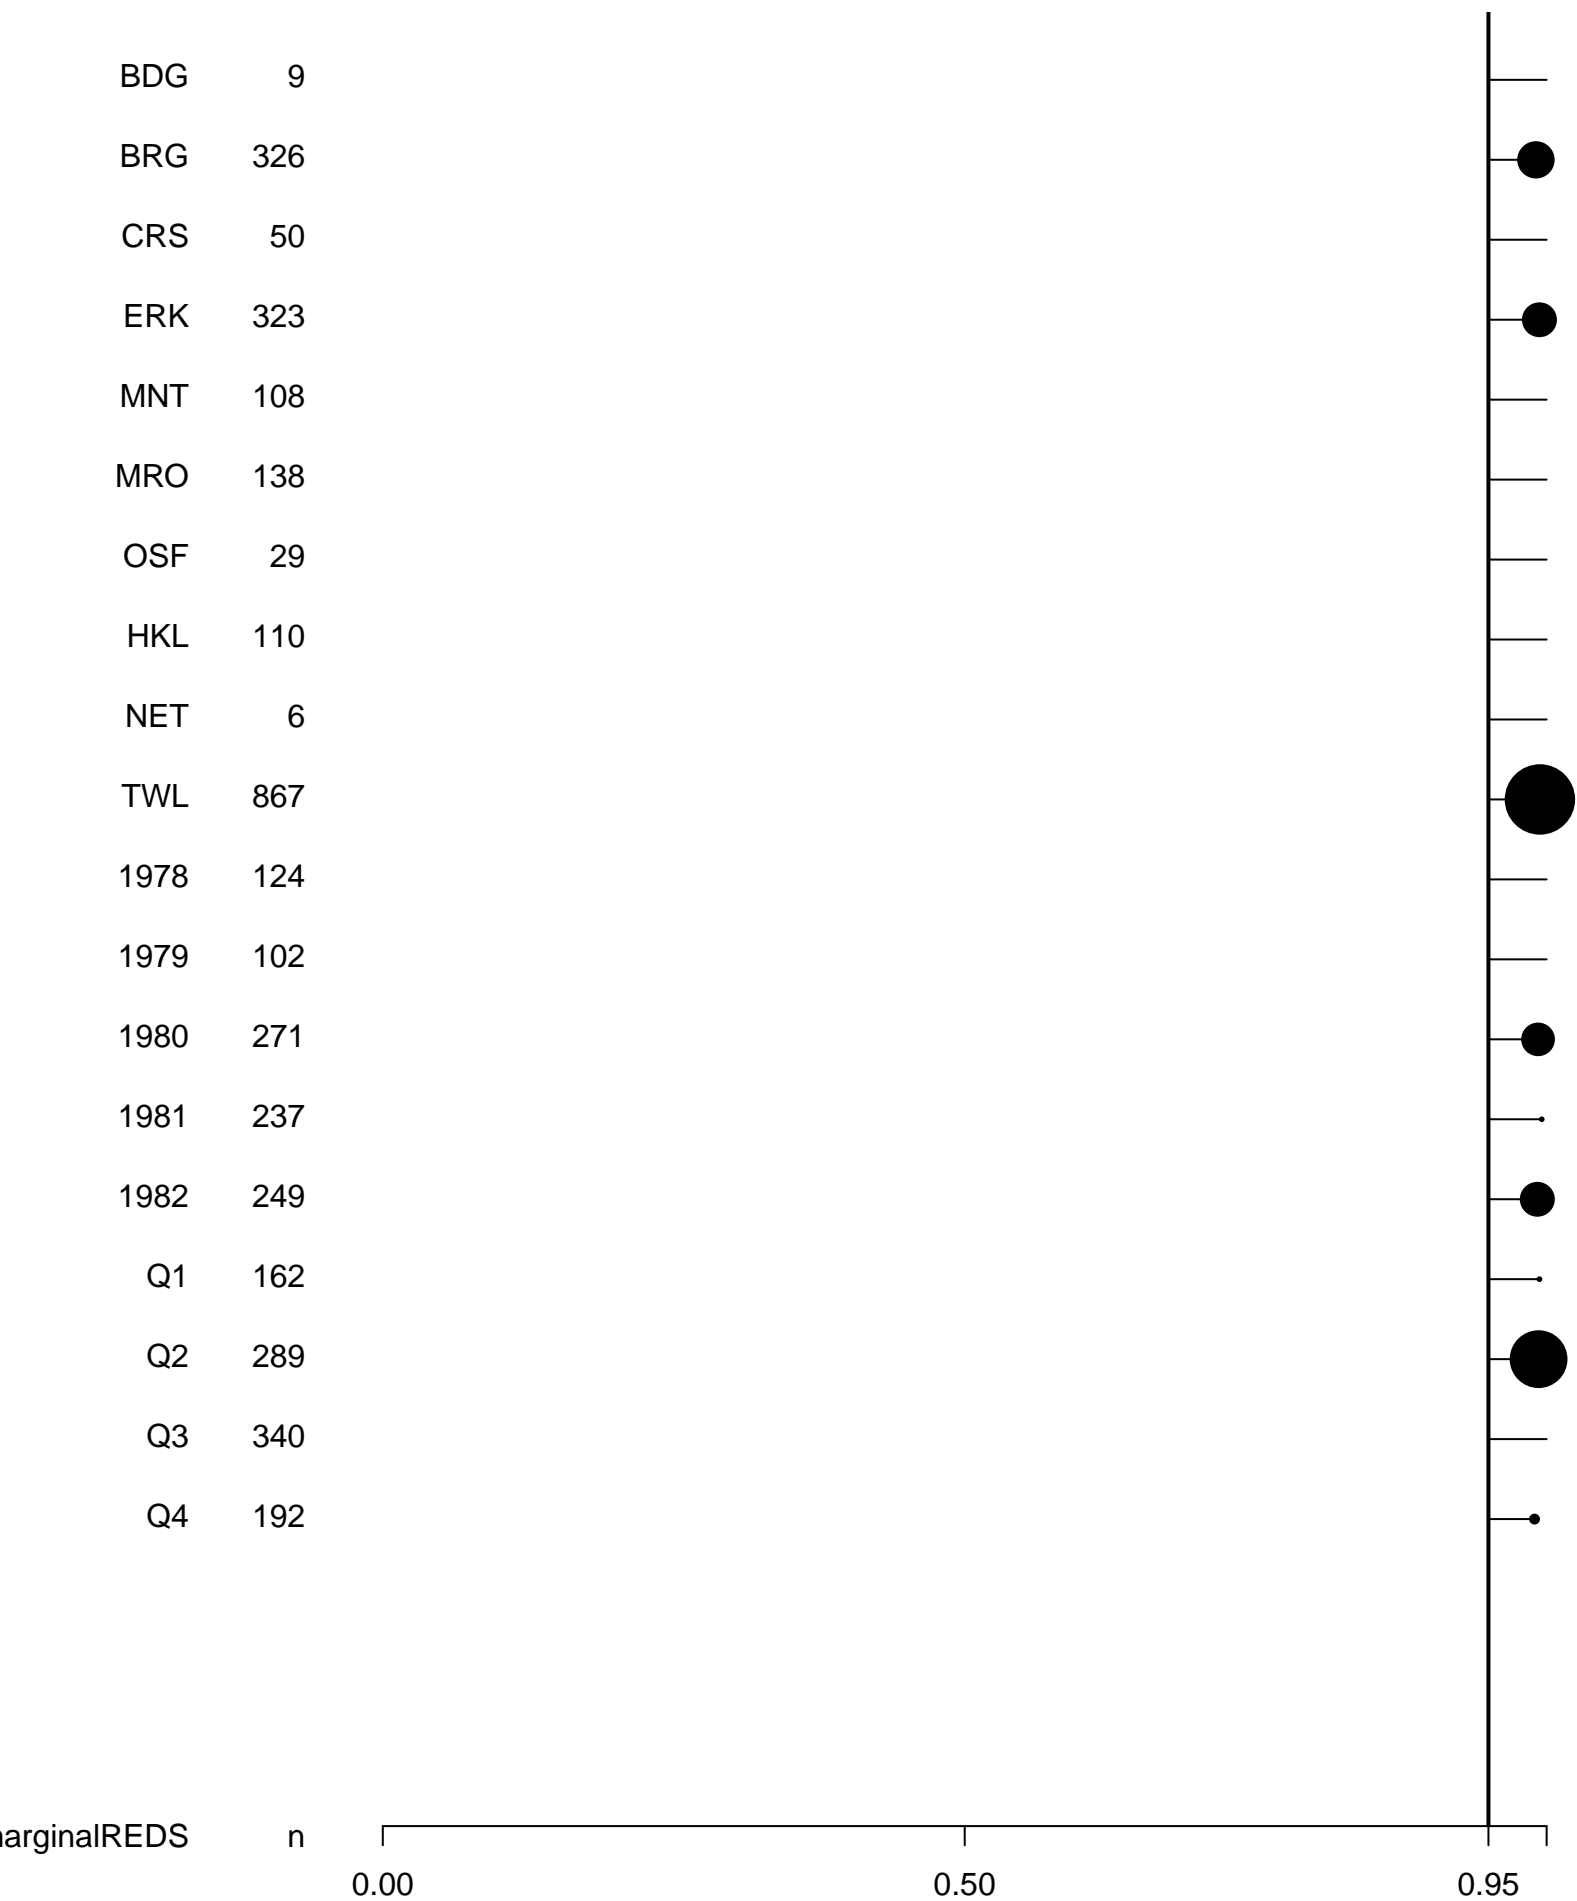 BDG 9
BRG 326
CRS 50
ERK 323
MNT 108
MRO 138
OSF 29
HKL 110
NET 6
TWL 867
1978 124
1979 102
1980 271
1981 237
1982 249
Q1 162
Q2 289
Q3 340
Q4 192
arginalREDS n
0.00 0.50 0.95